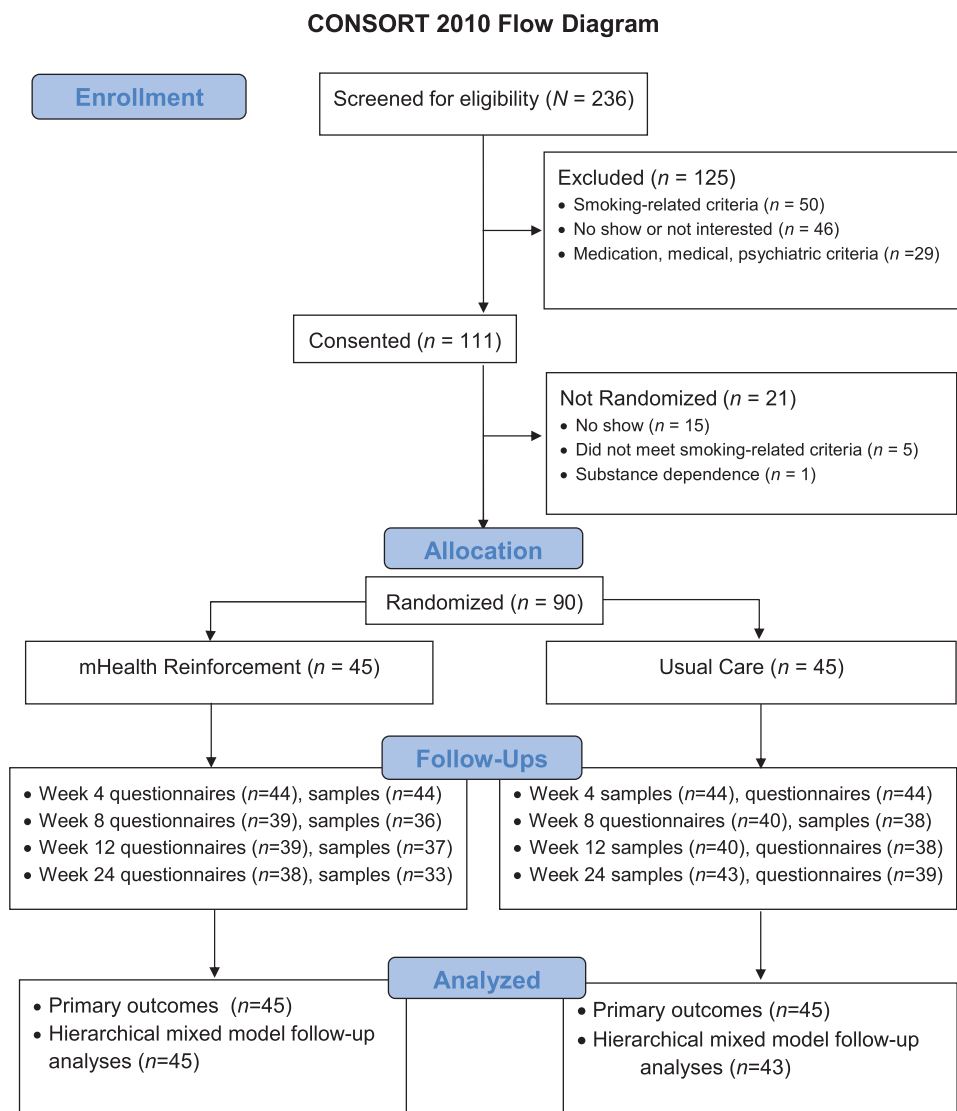 CONSORT 2010 Flow Diagram
Enrollment
Screened for eligibility (N = 236)
Excluded (n = 125)
• Smoking-related criteria (n = 50)
• No show or not interested (n = 46)
• Medication, medical, psychiatric criteria (n =29)
Consented (n = 111)
Not Randomized (n = 21)
• No show (n = 15)
• Did not meet smoking-related criteria (n = 5)
• Substance dependence (n = 1)
Allocation
Randomized (n = 90)
mHealth Reinforcement (n = 45)
Usual Care (n = 45)
Follow-Ups
• Week 4 questionnaires (n=44), samples (n=44)
• Week 8 questionnaires (n=39), samples (n=36)
• Week 12 questionnaires (n=39), samples (n=37)
• Week 24 questionnaires (n=38), samples (n=33)
• Week 4 samples (n=44), questionnaires (n=44)
• Week 8 questionnaires (n=40), samples (n=38)
• Week 12 samples (n=40), questionnaires (n=38)
• Week 24 samples (n=43), questionnaires (n=39)
Analyzed
• Primary outcomes (n=45)
• Hierarchical mixed model follow-up
analyses (n=45)
• Primary outcomes (n=45)
• Hierarchical mixed model follow-up
analyses (n=43)